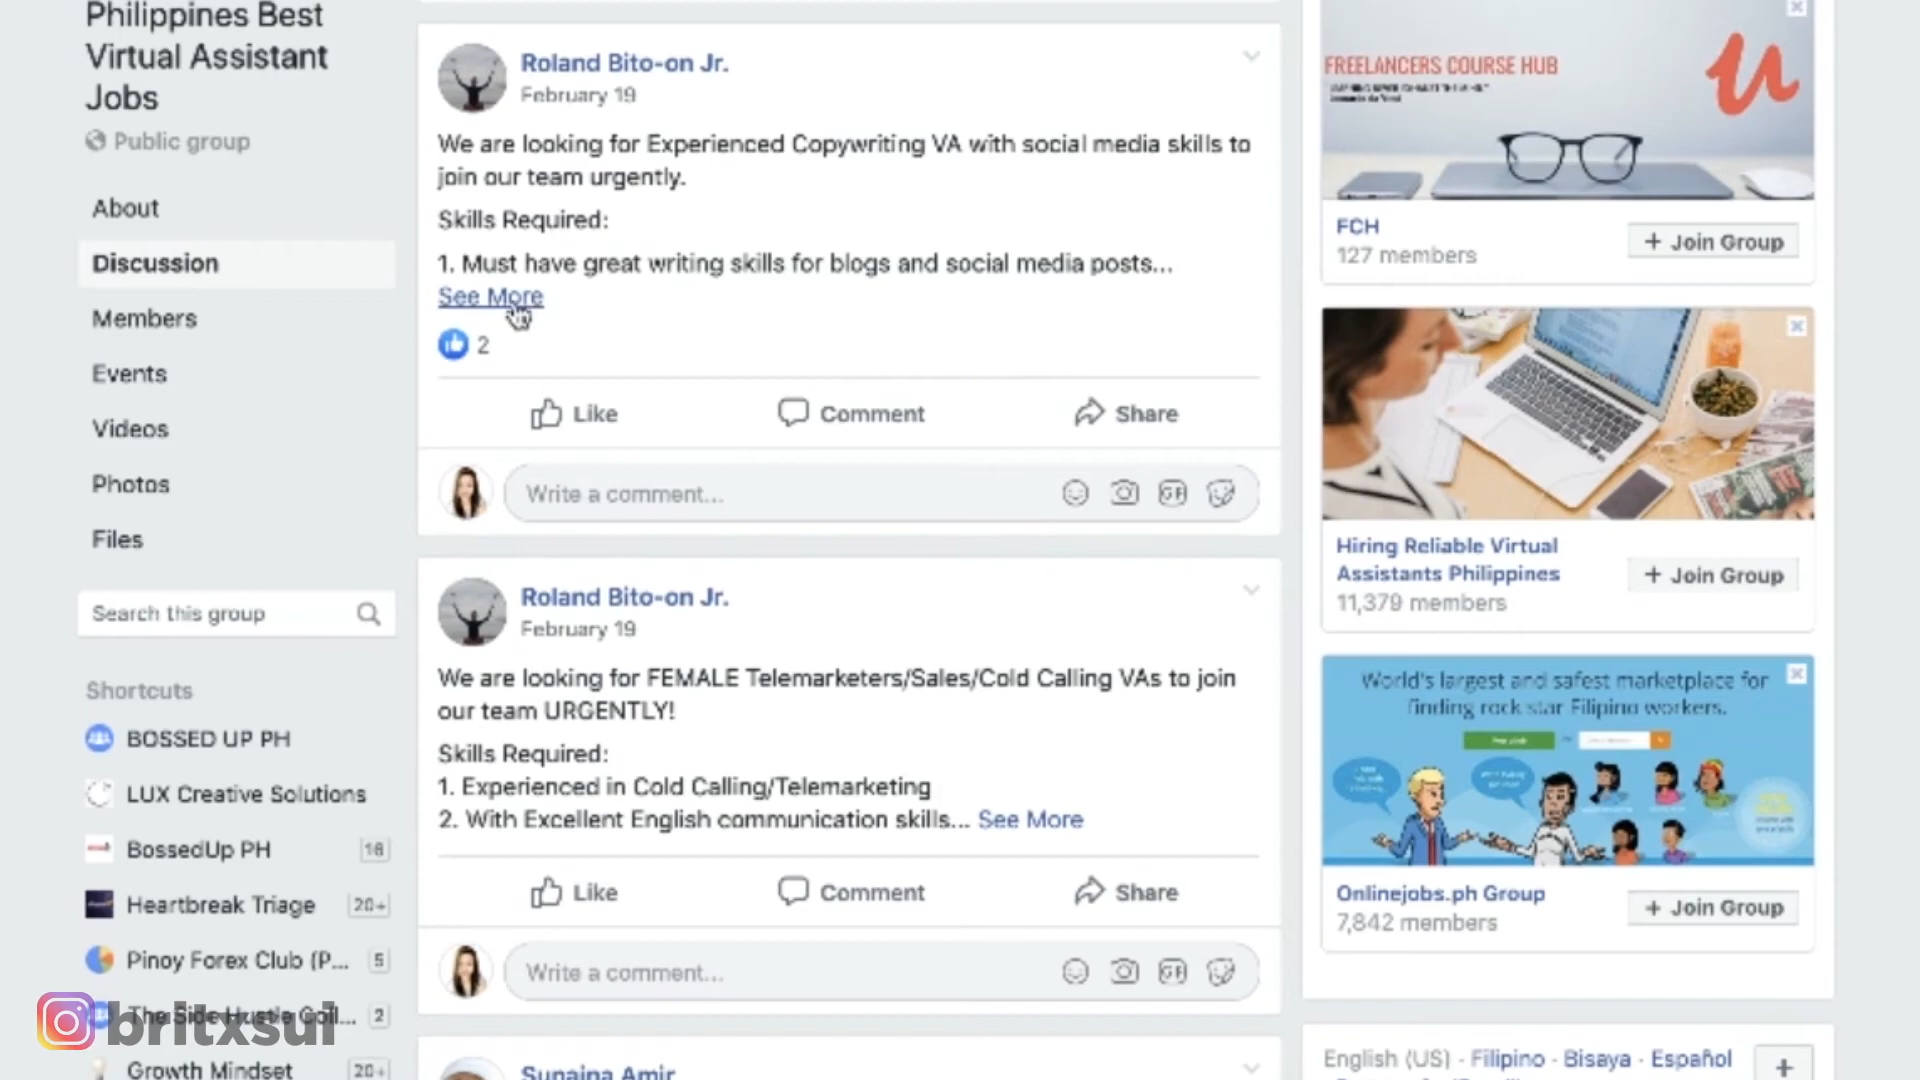 Philippines Best
Virtual Assistant
Jobs
Public group
About
Discussion
Members
Events
Videos
Photos
Files
Search this group
Shortcuts
BOSSED UP PH
LUX Creative Solutions
BossedUp PH 16
Heartbreak Triage 20+
Pinoy Forex Club (P... 5
The Side Hustle Coll... 2
britxsui
Growth Mindset 20+
Roland Bito-on Jr.
February 19
We are looking for Experienced Copywriting VA with social media skills to
join our team urgently.
Skills Required:
1. Must have great writing skills for blogs and social media posts...
See More
2
Like Comment Share
Write a comment...
GIF
Roland Bito-on Jr.
February 19
We are looking for FEMALE Telemarketers/Sales/Cold Calling VAs to join
our team URGENTLY!
Skills Required:
1. Experienced in Cold Calling/Telemarketing
2. With Excellent English communication skills... See More
Like Comment Share
Write a comment...
GIF
Sunaina Amir
FREELANCERS COURSE HUB
FCH
127 members
+ Join Group
Hiring Reliable Virtual
Assistants Philippines
11,379 members
+ Join Group
World's largest and safest marketplace for
finding rock star Filipino workers.
Onlinejobs.ph Group
7,842 members
+ Join Group
English (US) · Filipino · Bisaya · Español
+